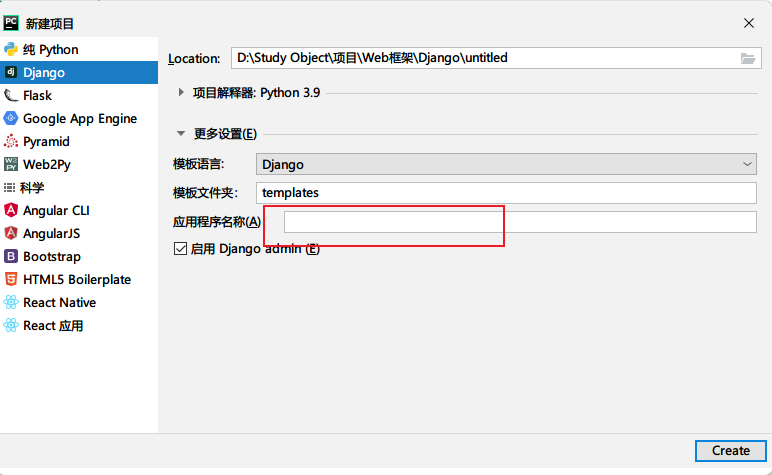 PC 新建项目
纯 Python
dj Django
Flask
Google App Engine
Pyramid
Web2Py
科学
Angular CLI
AngularJS
Bootstrap
HTML5 Boilerplate
React Native
React 应用
Location: D:\Study Object\项目\Web框架\Django\untitled
项目解释器: Python 3.9
更多设置(E)
模板语言: Django
模板文件夹: templates
应用程序名称(A)
启用 Django admin (E)
Create